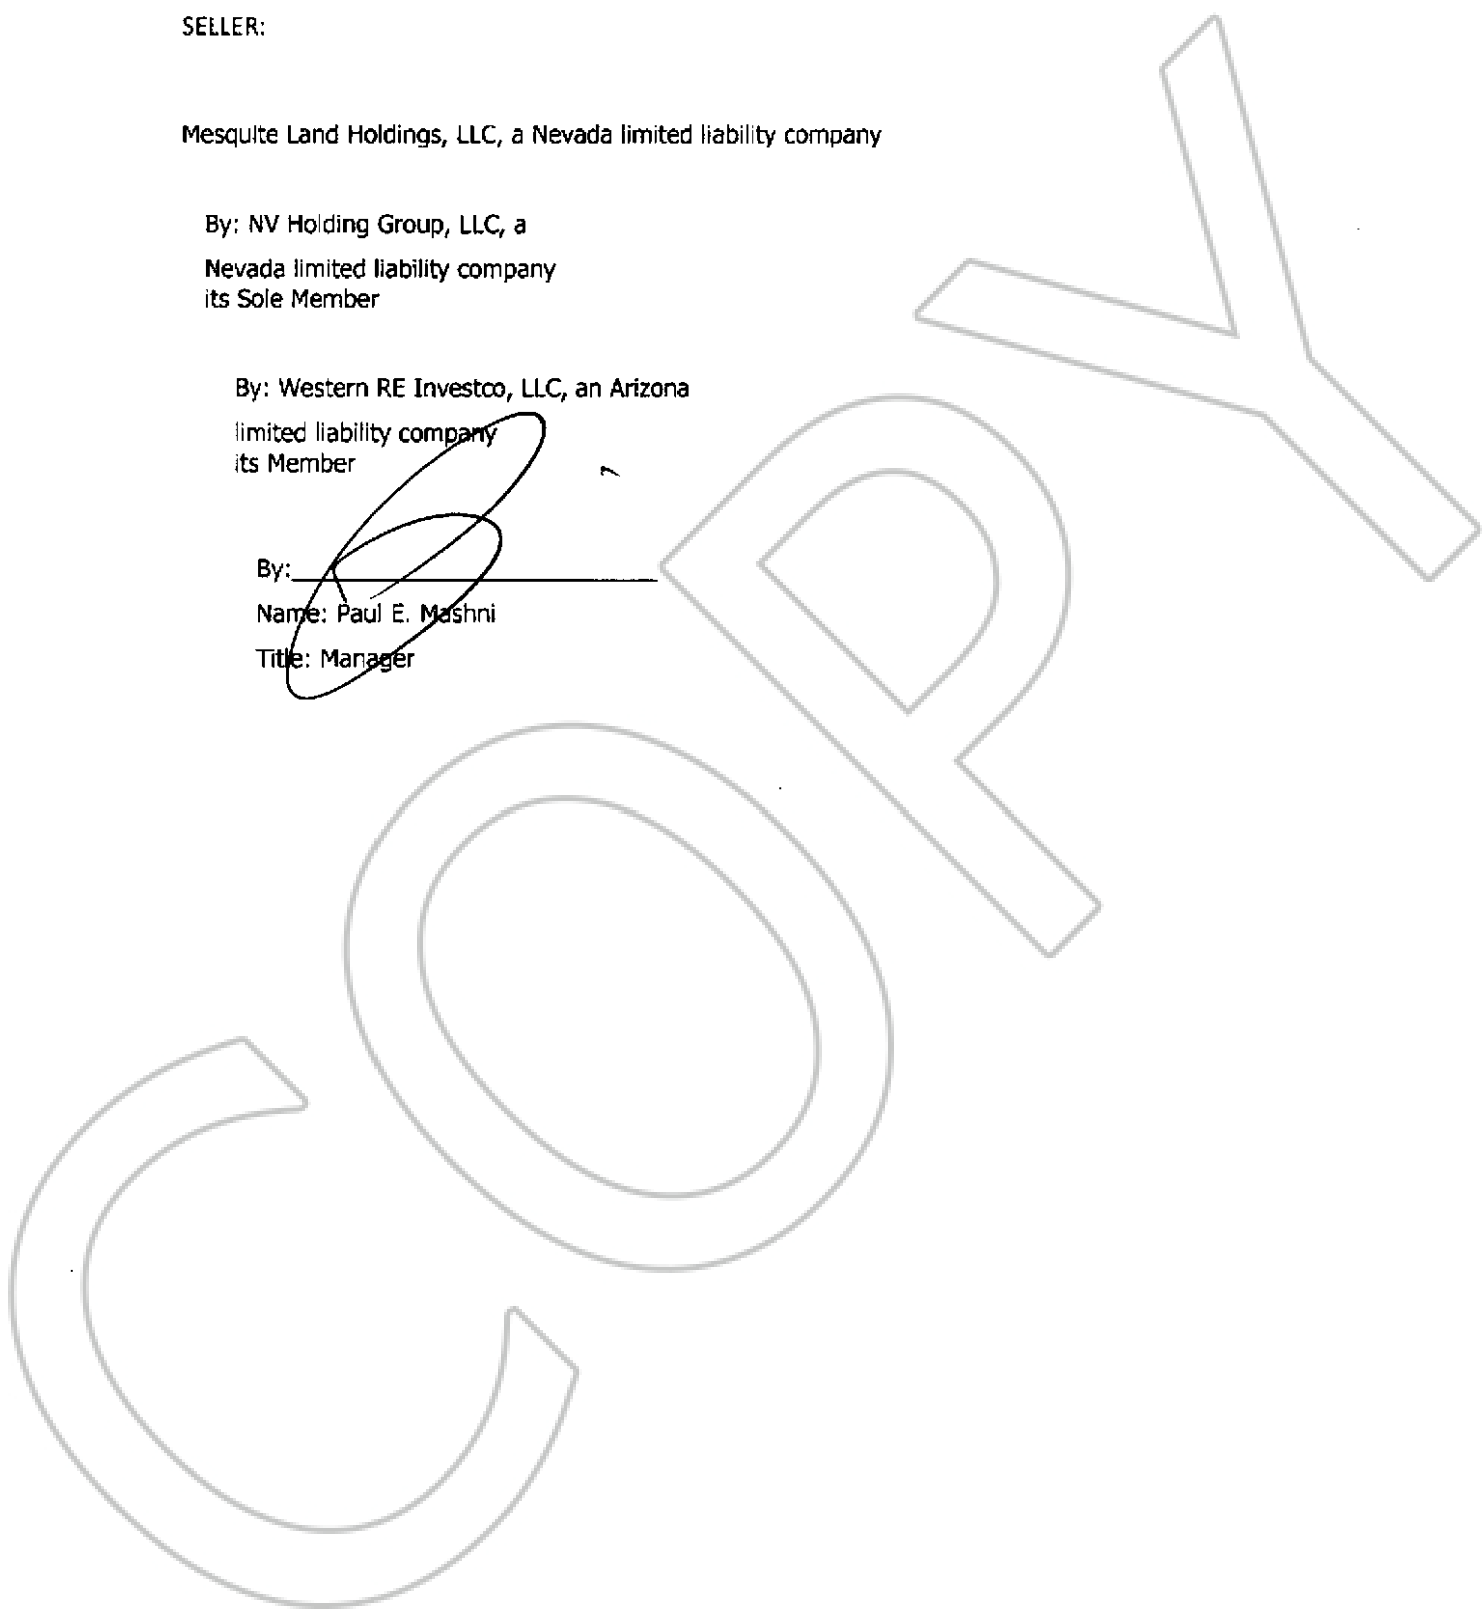 SELLER:
Mesquite Land Holdings, LLC, a Nevada limited liability company
By: NV Holding Group, LLC, a
Nevada limited liability company
its Sole Member
By: Western RE Investco, LLC, an Arizona
limited liability company
its Member
By:
Name: Paul E. Mashni
Title: Manager
COPY